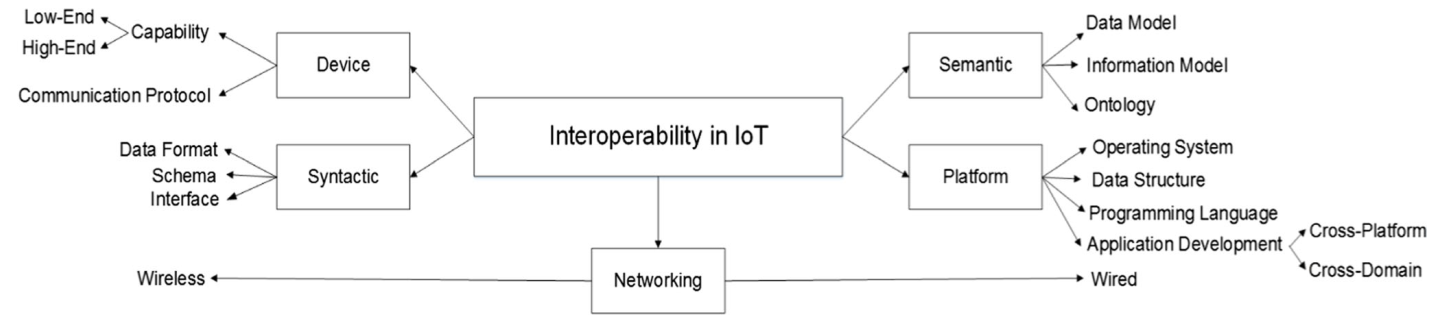 Low-End
High-End
Capability
Communication Protocol
Device
Data Format
Schema
Interface
Syntactic
Interoperability in IoT
Semantic
Data Model
Information Model
Ontology
Platform
Operating System
Data Structure
Programming Language
Application Development
Cross-Platform
Cross-Domain
Wireless
Networking
Wired